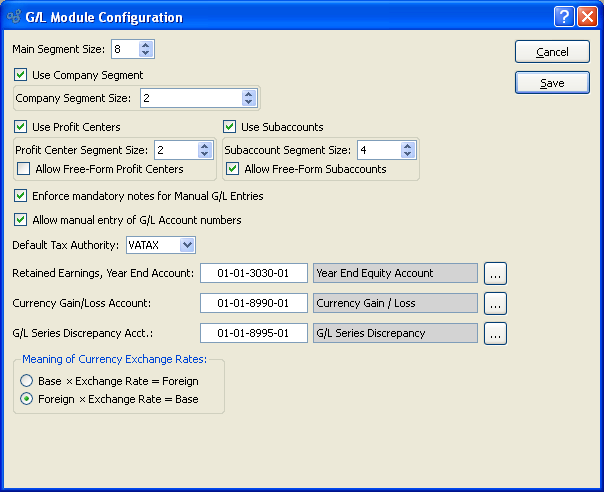 G/L Module Configuration
Main Segment Size: 8
Cancel
Use Company Segment
Save
Company Segment Size: 2
Use Profit Centers Use Subaccounts
Profit Center Segment Size: 2 Subaccount Segment Size: 4
Allow Free-Form Profit Centers Allow Free-Form Subaccounts
Enforce mandatory notes for Manual G/L Entries
Allow manual entry of G/L Account numbers
Default Tax Authority: VATAX
Retained Earnings, Year End Account: 01-01-3030-01 Year End Equity Account ...
Currency Gain/Loss Account: 01-01-8990-01 Currency Gain / Loss ...
G/L Series Discrepancy Acct.: 01-01-8995-01 G/L Series Discrepancy ...
Meaning of Currency Exchange Rates:
Base × Exchange Rate = Foreign
Foreign × Exchange Rate = Base